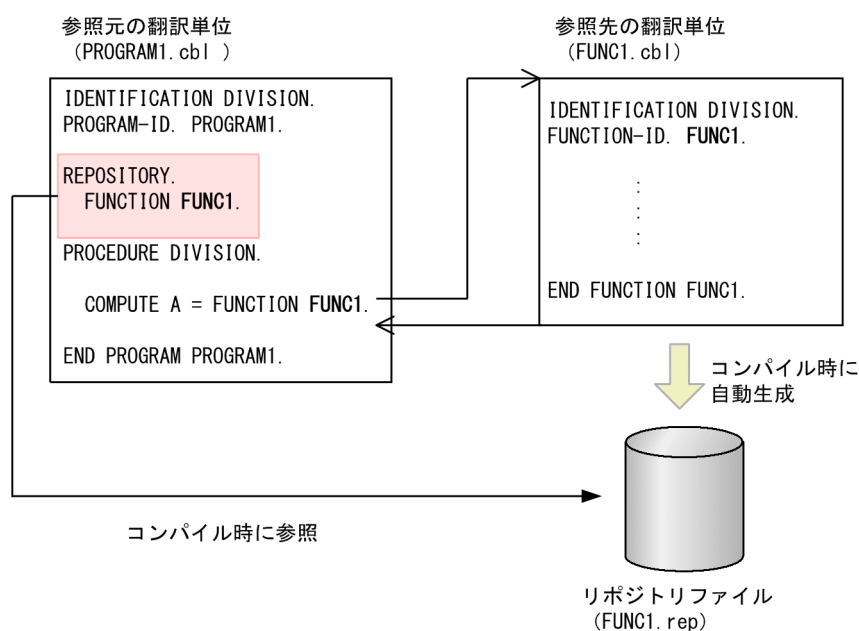 参照元の翻訳単位
(PROGRAM1.cbl )
IDENTIFICATION DIVISION.
PROGRAM-ID. PROGRAM1.
REPOSITORY.
FUNCTION FUNC1.
PROCEDURE DIVISION.
COMPUTE A = FUNCTION FUNC1.
END PROGRAM PROGRAM1.
参照先の翻訳単位
(FUNC1.cbl)
IDENTIFICATION DIVISION.
FUNCTION-ID. FUNC1.
:
:
:
END FUNCTION FUNC1.
コンパイル時に
自動生成
コンパイル時に参照
リポジトリファイル
(FUNC1.rep)